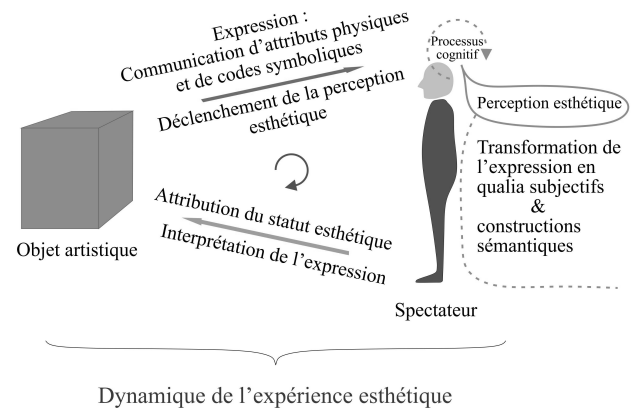 Expression :
Communication d'attributs physiques
et de codes symboliques
Déclenchement de la perception
esthétique
Processus
cognitif
Perception esthétique
Transformation de
l'expression en
qualia subjectifs
&
constructions
sémantiques
Attribution du statut esthétique
Interprétation de l'expression
Objet artistique
Spectateur
Dynamique de l'expérience esthétique